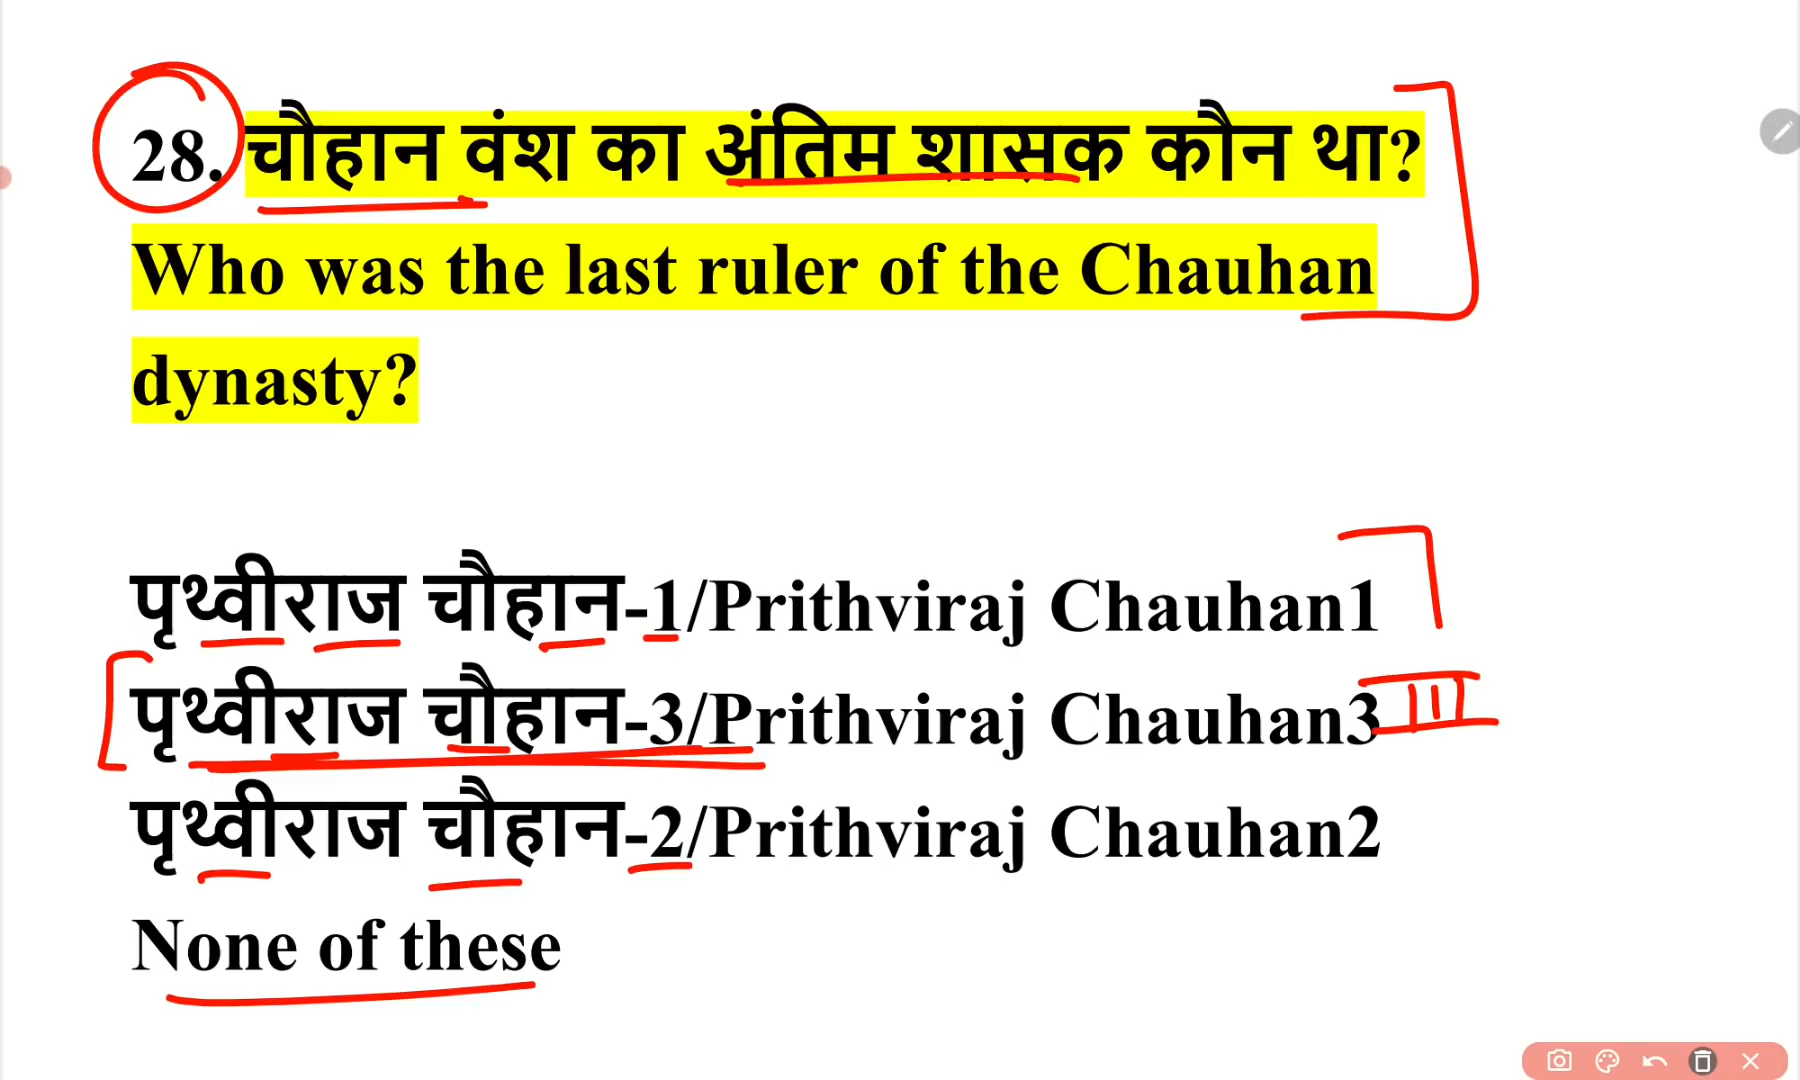 28. चौहान वंश का अंतिम शासक कौन था?
Who was the last ruler of the Chauhan
dynasty?
पृथ्वीराज चौहान-1/Prithviraj Chauhan1
पृथ्वीराज चौहान-3/Prithviraj Chauhan3 III
पृथ्वीराज चौहान-2/Prithviraj Chauhan2
None of these